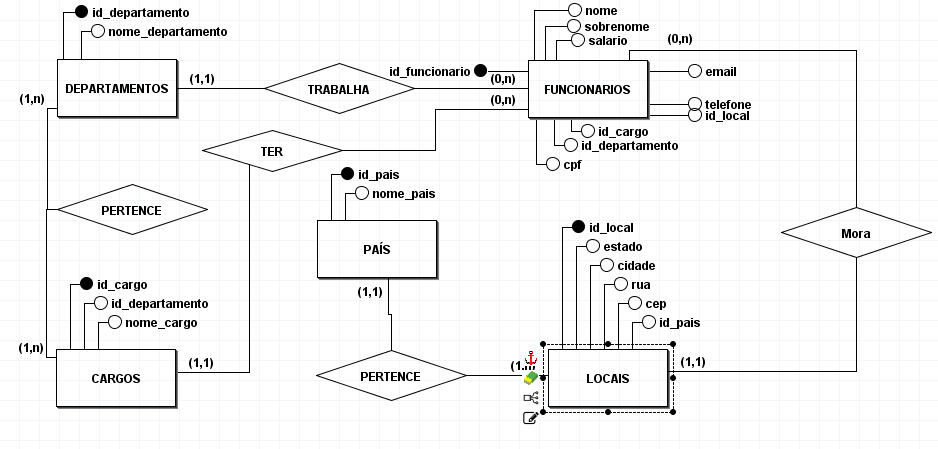 id_departamento
nome_departamento
DEPARTAMENTOS
(1,1)
(1,n)
TRABALHA
nome
sobrenome
salario
id_funcionario
(0,n)
(0,n)
FUNCIONARIOS
(0,n)
email
telefone
id_local
id_cargo
id_departamento
cpf
TER
PERTENCE
id_pais
nome_pais
PAÍS
(1,1)
Mora
id_local
estado
cidade
rua
cep
id_pais
id_cargo
id_departamento
nome_cargo
(1,n)
CARGOS
(1,1)
PERTENCE
LOCAIS
(1,1)